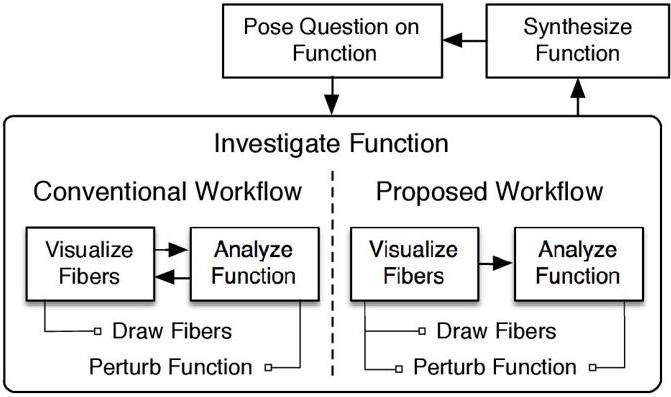 Pose Question on
Function
Synthesize
Function
Investigate Function
Conventional Workflow
Visualize
Fibers
Analyze
Function
Draw Fibers
Perturb Function
Proposed Workflow
Visualize
Fibers
Analyze
Function
Draw Fibers
Perturb Function